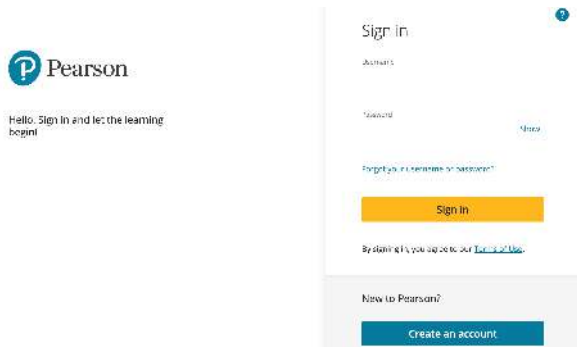 ?
Sign in
Pearson
Username
Hello. Sign in and let the learning
begin!
Password
Show
Forgot your username or password?
Sign in
By signing in, you agree to our Terms of Use.
New to Pearson?
Create an account